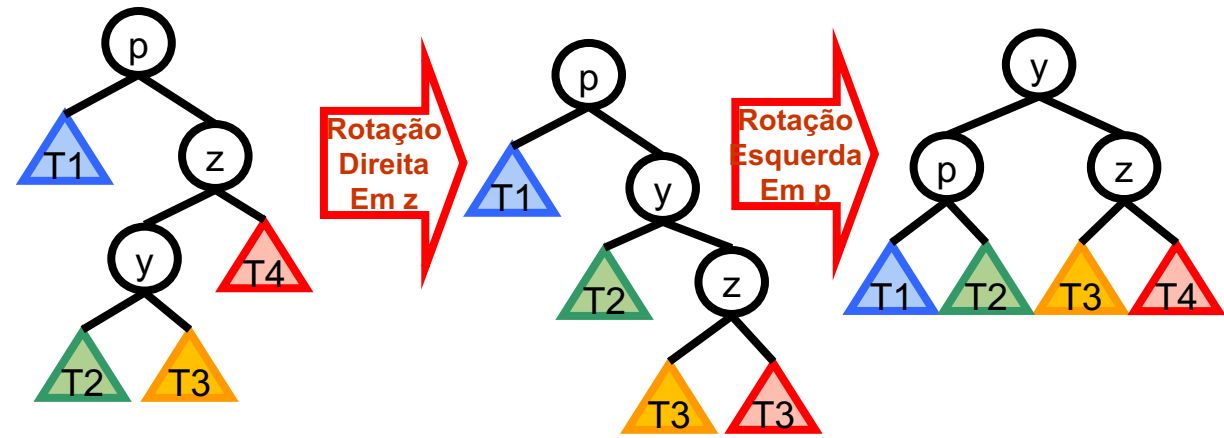 p
T1
z
y
T4
T2
T3
Rotação
Direita
Em z
p
T1
y
T2
z
T3
T3
Rotação
Esquerda
Em p
y
p
z
T1
T2
T3
T4